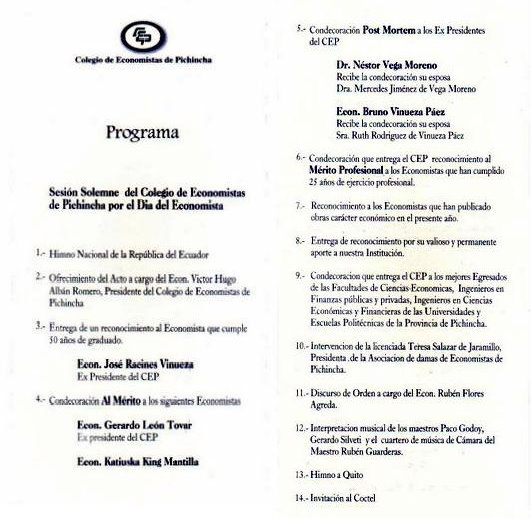 Colegio de Economistas de Pichincha
Programa
Sesión Solemne del Colegio de Economistas
de Pichincha por el Dia del Economista
1.- Himno Nacional de la República del Ecuador
2.- Ofrecimiento del Acto a cargo del Econ. Victor Hugo
Albán Romero, Presidente del Colegio de Economistas de
Pichincha
3.- Entrega de un reconocimiento al Economista que cumple
50 años de graduado.
Econ. José Racines Vinueza
Ex Presidente del CEP
4.- Condecoración Al Mérito a los siguientes Economistas
Econ. Gerardo León Tovar
Ex presidente del CEP
Econ. Katiuska King Mantilla
5.- Condecoración Post Mortem a los Ex Presidentes
del CEP
Dr. Néstor Vega Moreno
Recibe la condecoración su esposa
Dra. Mercedes Jiménez de Vega Moreno
Econ. Bruno Vinueza Páez
Recibe la condecoración su esposa
Sra. Ruth Rodriguez de Vinueza Páez
6.- Condecoración que entrega el CEP reconocimiento al
Mérito Profesional a los Economistas que han cumplido
25 años de ejercicio profesional.
7.- Reconocimiento a los Economistas que han publicado
obras carácter económico en el presente año.
8.- Entrega de reconocimiento por su valioso y permanente
aporte a nuestra Institución.
9.- Condecoracion que entrega el CEP a los mejores Egresados
de las Facultades de Ciencias Economicas, Ingenieros en
Finanzas públicas y privadas, Ingenieros en Ciencias
Económicas y Financieras de las Universidades y
Escuelas Politécnicas de la Provincia de Pichincha.
10.- Intervencion de la licenciada Teresa Salazar de Jaramillo,
Presidenta de la Asociacion de damas de Economistas de
Pichincha.
11.- Discurso de Orden a cargo del Econ. Rubén Flores
Agreda.
12.- Interpretacion musical de los maestros Paco Godoy,
Gerardo Silveti y el cuartero de música de Cámara del
Maestro Rubén Guarderas.
13.- Himno a Quito
14.- Invitación al Coctel